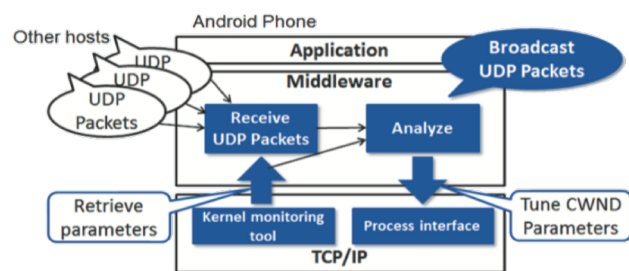 Android Phone
Other hosts
Application
Broadcast
UDP Packets
UDP
Middleware
UDP
UDP
Packets
Receive
UDP Packets
Analyze
Retrieve
parameters
Kernel monitoring
tool
Process interface
Tune CWND
Parameters
TCP/IP